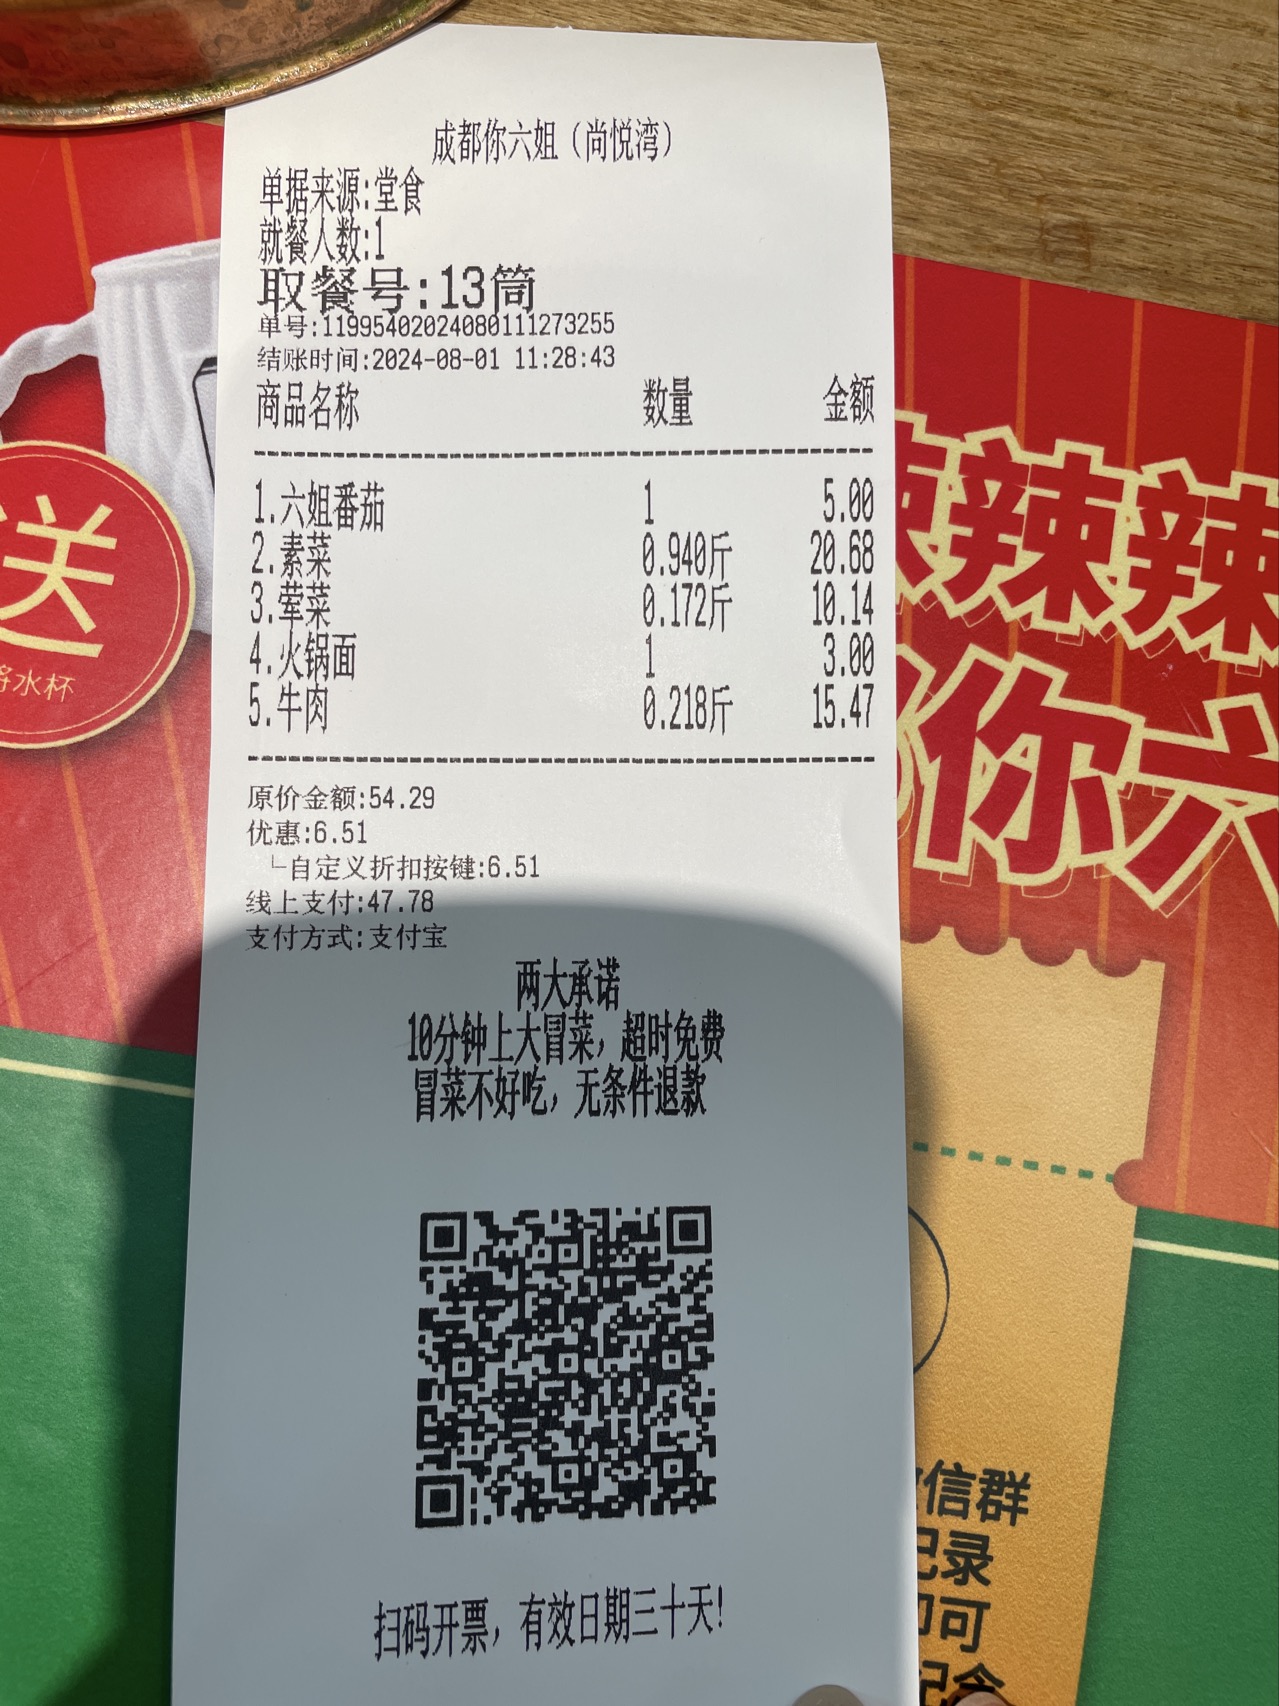 成都你六姐（尚悦湾）
单据来源:堂食
就餐人数:1
取餐号:13筒
单号:11995402024080111273255
结账时间:2024-08-01 11:28:43
商品名称 数量 金额
1.六姐番茄 1 5.00
2.素菜 0.940斤 20.68
3.荤菜 0.172斤 10.14
4.火锅面 1 3.00
5.牛肉 0.218斤 15.47
原价金额:54.29
优惠:6.51
└自定义折扣按键:6.51
线上支付:47.78
支付方式:支付宝
两大承诺
10分钟上大冒菜，超时免费
冒菜不好吃，无条件退款
扫码开票，有效日期三十天!
送
水杯
辣辣
你六
信群
记录
可